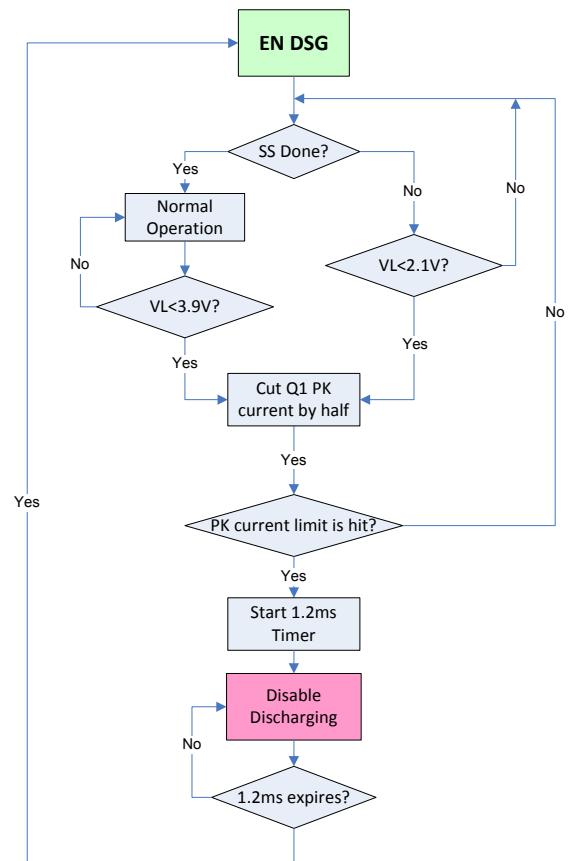 EN DSG
SS Done?
Yes
No
Normal
Operation
No
No
VL<3.9V?
VL<2.1V?
No
Yes
Yes
Cut Q1 PK
current by half
Yes
Yes
PK current limit is hit?
Yes
Start 1.2ms
Timer
Disable
Discharging
No
1.2ms expires?